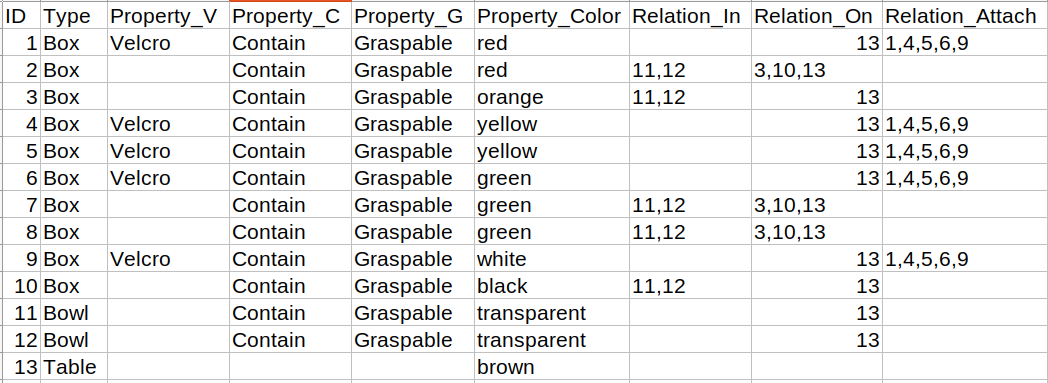 ID Type Property_V Property_C Property_G Property_Color Relation_In Relation_On Relation_Attach
1 Box Velcro Contain Graspable red 13 1,4,5,6,9
2 Box Contain Graspable red 11,12 3,10,13
3 Box Contain Graspable orange 11,12 13
4 Box Velcro Contain Graspable yellow 13 1,4,5,6,9
5 Box Velcro Contain Graspable yellow 13 1,4,5,6,9
6 Box Velcro Contain Graspable green 13 1,4,5,6,9
7 Box Contain Graspable green 11,12 3,10,13
8 Box Contain Graspable green 11,12 3,10,13
9 Box Velcro Contain Graspable white 13 1,4,5,6,9
10 Box Contain Graspable black 11,12 13
11 Bowl Contain Graspable transparent 13
12 Bowl Contain Graspable transparent 13
13 Table brown